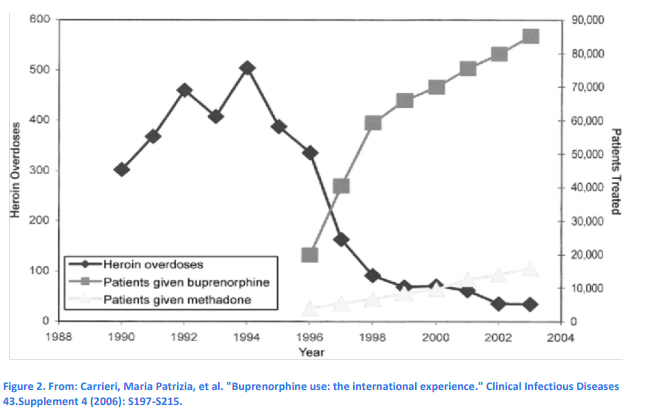 600
500
400
300
200
100
0
Heroin Overdoses
90,000
80,000
70,000
60,000
50,000
40,000
30,000
20,000
10,000
0
Patients Treated
Heroin overdoses
Patients given buprenorphine
Patients given methadone
1988 1990 1992 1994 1996 1998 2000 2002 2004
Year
Figure 2. From: Carrieri, Maria Patrizia, et al. "Buprenorphine use: the international experience." Clinical Infectious Diseases
43.Supplement 4 (2006): S197-S215.